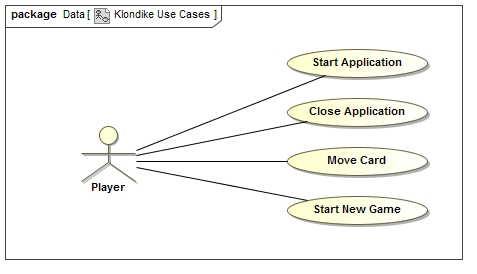 package Data [ Klondike Use Cases ]
Start Application
Close Application
Move Card
Player
Start New Game